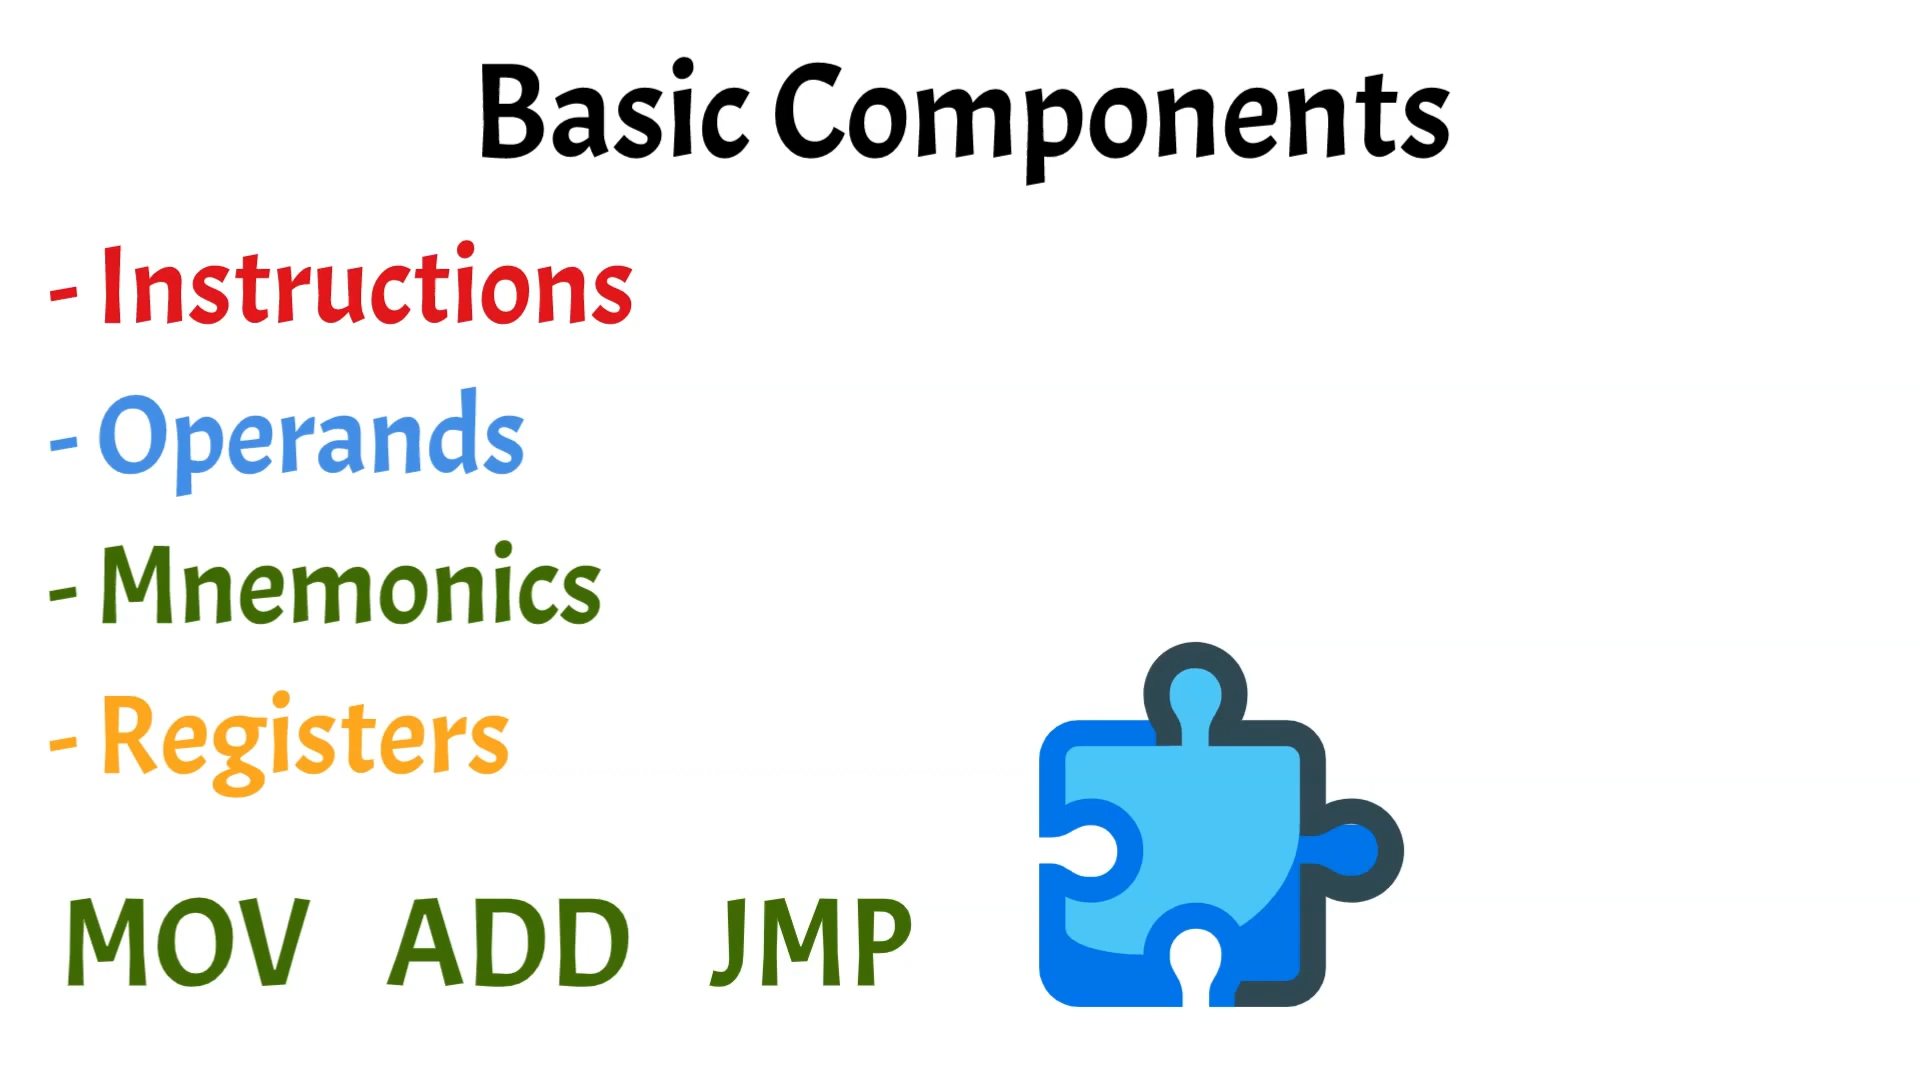 Basic Components
- Instructions
- Operands
- Mnemonics
- Registers
MOV ADD JMP